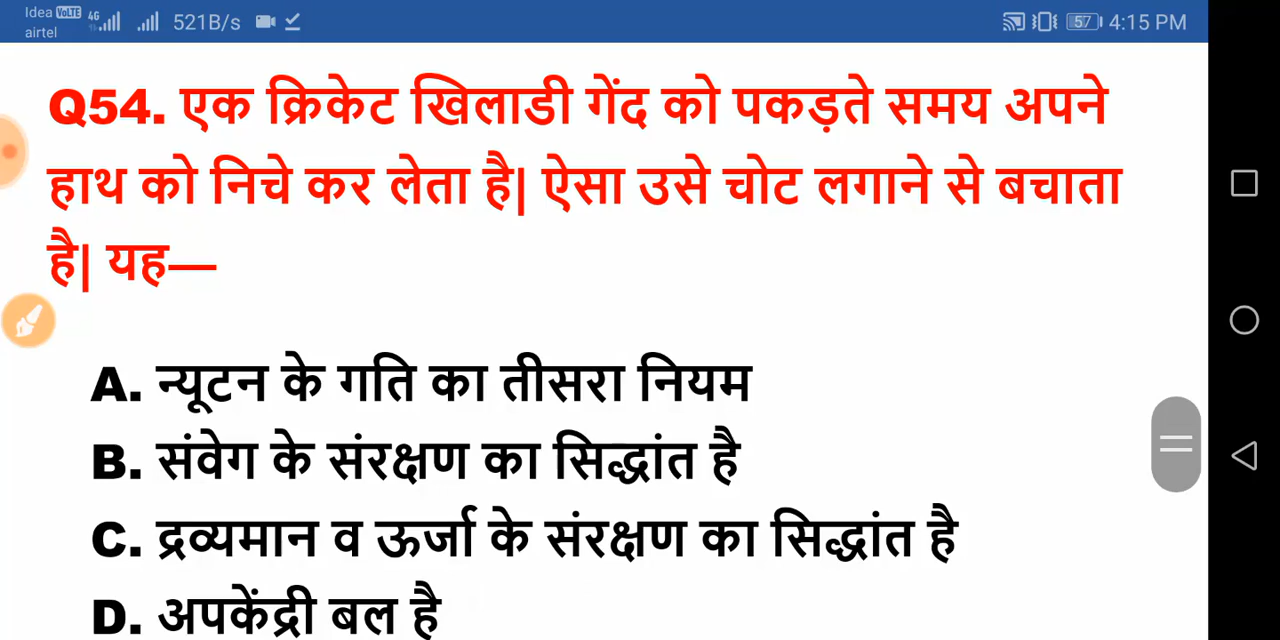 Idea VoLTE 4G 521B/s 57 4:15 PM
airtel
Q54. एक क्रिकेट खिलाडी गेंद को पकड़ते समय अपने
हाथ को निचे कर लेता है| ऐसा उसे चोट लगाने से बचाता
है| यह—
A. न्यूटन के गति का तीसरा नियम
B. संवेग के संरक्षण का सिद्धांत है
C. द्रव्यमान व ऊर्जा के संरक्षण का सिद्धांत है
D. अपकेंद्री बल है